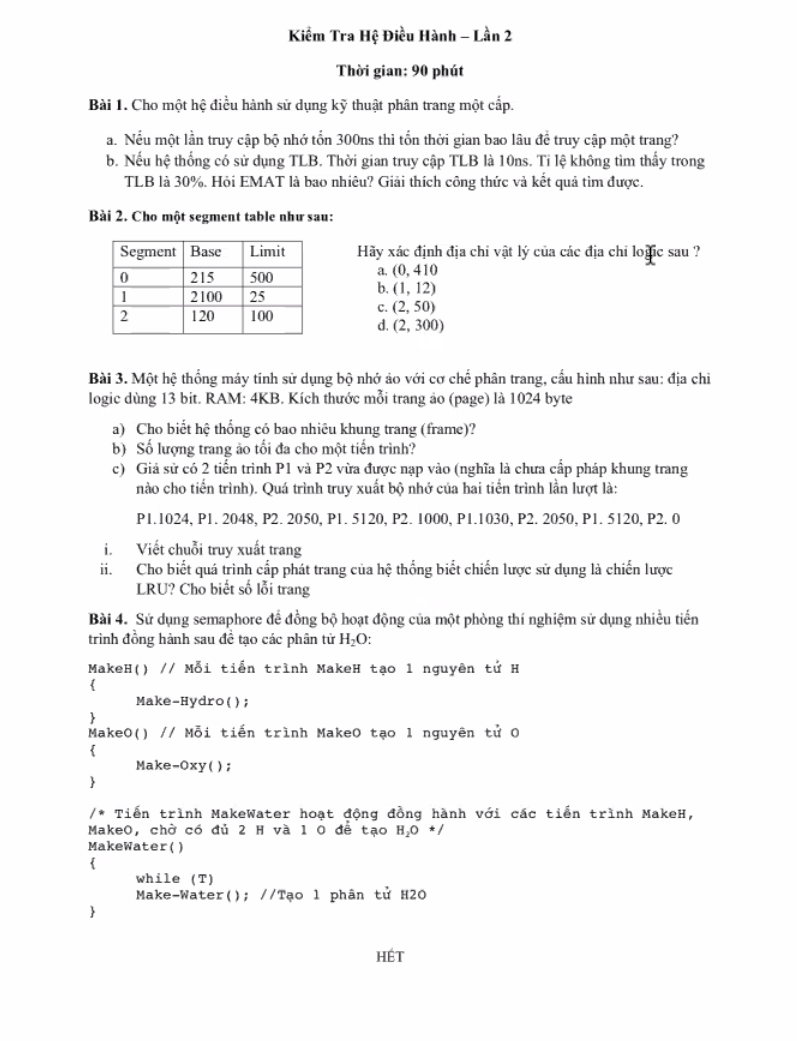 Kiểm Tra Hệ Điều Hành – Lần 2
Thời gian: 90 phút
Bài 1. Cho một hệ điều hành sử dụng kỹ thuật phân trang một cấp.
a. Nếu một lần truy cập bộ nhớ tốn 300ns thì tốn thời gian bao lâu để truy cập một trang?
b. Nếu hệ thống có sử dụng TLB. Thời gian truy cập TLB là 10ns. Tỉ lệ không tìm thấy trong
TLB là 30%. Hỏi EMAT là bao nhiêu? Giải thích công thức và kết quả tìm được.
Bài 2. Cho một segment table như sau:
Segment Base Limit
0 215 500
1 2100 25
2 120 100
Hãy xác định địa chỉ vật lý của các địa chỉ logic sau ?
a. (0, 410
b. (1, 12)
c. (2, 50)
d. (2, 300)
Bài 3. Một hệ thống máy tính sử dụng bộ nhớ ảo với cơ chế phân trang, cấu hình như sau: địa chỉ
logic dùng 13 bit. RAM: 4KB. Kích thước mỗi trang ảo (page) là 1024 byte
a) Cho biết hệ thống có bao nhiêu khung trang (frame)?
b) Số lượng trang ảo tối đa cho một tiến trình?
c) Giả sử có 2 tiến trình P1 và P2 vừa được nạp vào (nghĩa là chưa cấp pháp khung trang
nào cho tiến trình). Quá trình truy xuất bộ nhớ của hai tiến trình lần lượt là:
P1.1024, P1. 2048, P2. 2050, P1. 5120, P2. 1000, P1.1030, P2. 2050, P1. 5120, P2. 0
i. Viết chuỗi truy xuất trang
ii. Cho biết quá trình cấp phát trang của hệ thống biết chiến lược sử dụng là chiến lược
LRU? Cho biết số lỗi trang
Bài 4. Sử dụng semaphore để đồng bộ hoạt động của một phòng thí nghiệm sử dụng nhiều tiến
trình đồng hành sau để tạo các phân tử H₂O:
MakeH() // Mỗi tiến trình MakeH tạo 1 nguyên tử H
{
Make-Hydro();
}
MakeO() // Mỗi tiến trình MakeO tạo 1 nguyên tử O
{
Make-Oxy();
}
/* Tiến trình MakeWater hoạt động đồng hành với các tiến trình MakeH,
MakeO, chờ có đủ 2 H và 1 O để tạo H₂O */
MakeWater()
{
while (T)
Make-Water(); //Tạo 1 phân tử H2O
}
HẾT